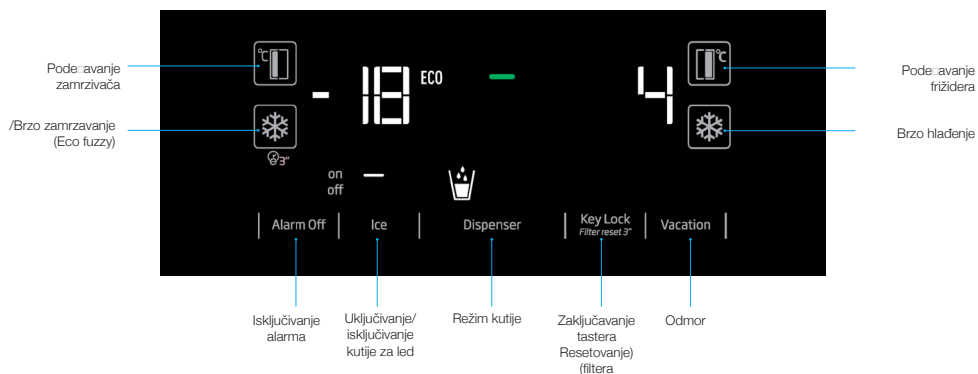 Pode□avanje
zamrzivača
/Brzo zamrzavanje
(Eco fuzzy)
°C
-18
ECO
4
°C
3"
on
off
Alarm Off
Ice
Dispenser
Key Lock
Filter reset 3"
Vacation
Pode□avanje
frižidera
Brzo hlađenje
Isključivanje
alarma
Uključivanje/
isključivanje
kutije za led
Režim kutije
Zaključavanje
tastera
Resetovanje)
(filtera
Odmor